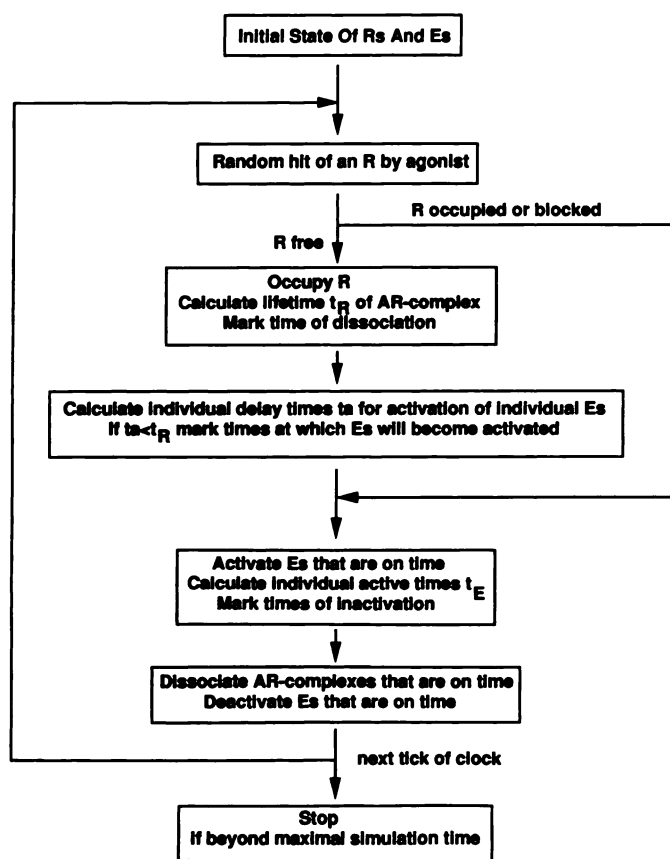 Initial State Of Rs And Es
Random hit of an R by agonist
R occupied or blocked
R free
Occupy R
Calculate lifetime tR of AR-complex
Mark time of dissociation
Calculate individual delay times ta for activation of individual Es
If ta<tR mark times at which Es will become activated
Activate Es that are on time
Calculate individual active times tE
Mark times of inactivation
Dissociate AR-complexes that are on time
Deactivate Es that are on time
next tick of clock
Stop
if beyond maximal simulation time